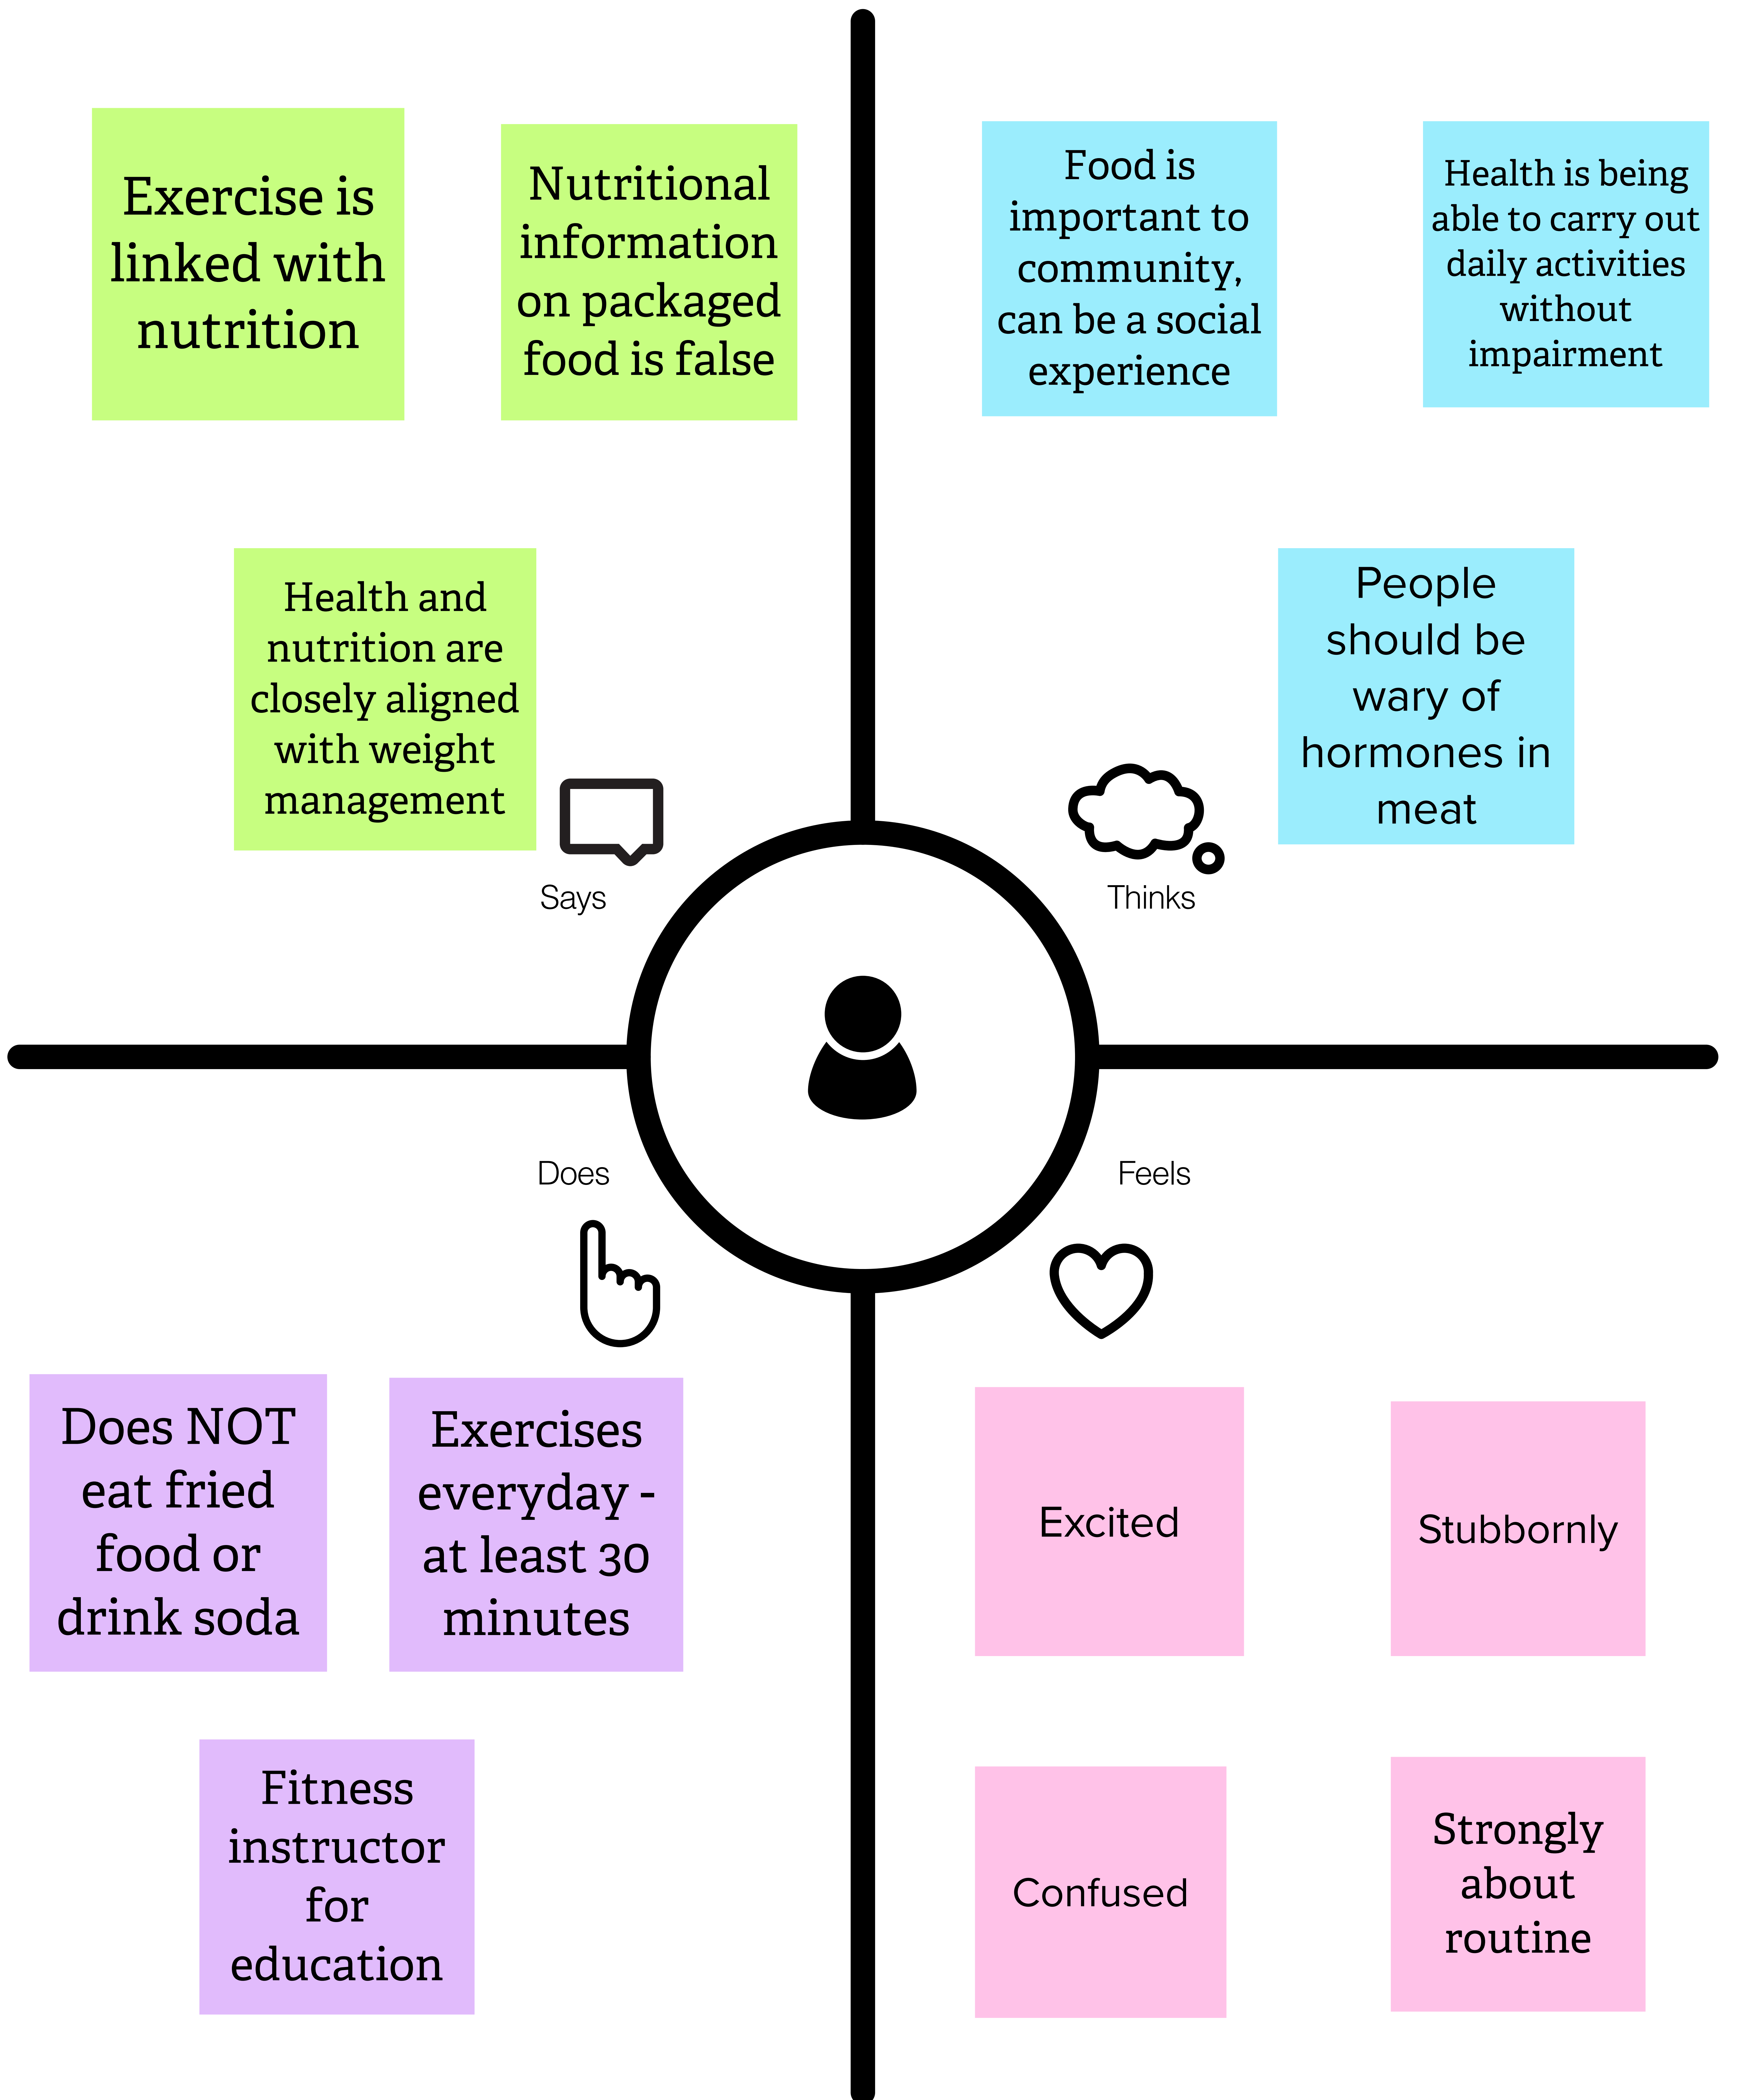 Exercise is
linked with
nutrition
Nutritional
information
on packaged
food is false
Health and
nutrition are
closely aligned
with weight
management
Says
Food is
important to
community,
can be a social
experience
Health is being
able to carry out
daily activities
without
impairment
People
should be
wary of
hormones in
meat
Thinks
Does
Does NOT
eat fried
food or
drink soda
Exercises
everyday -
at least 30
minutes
Fitness
instructor
for
education
Feels
Excited
Stubbornly
Confused
Strongly
about
routine